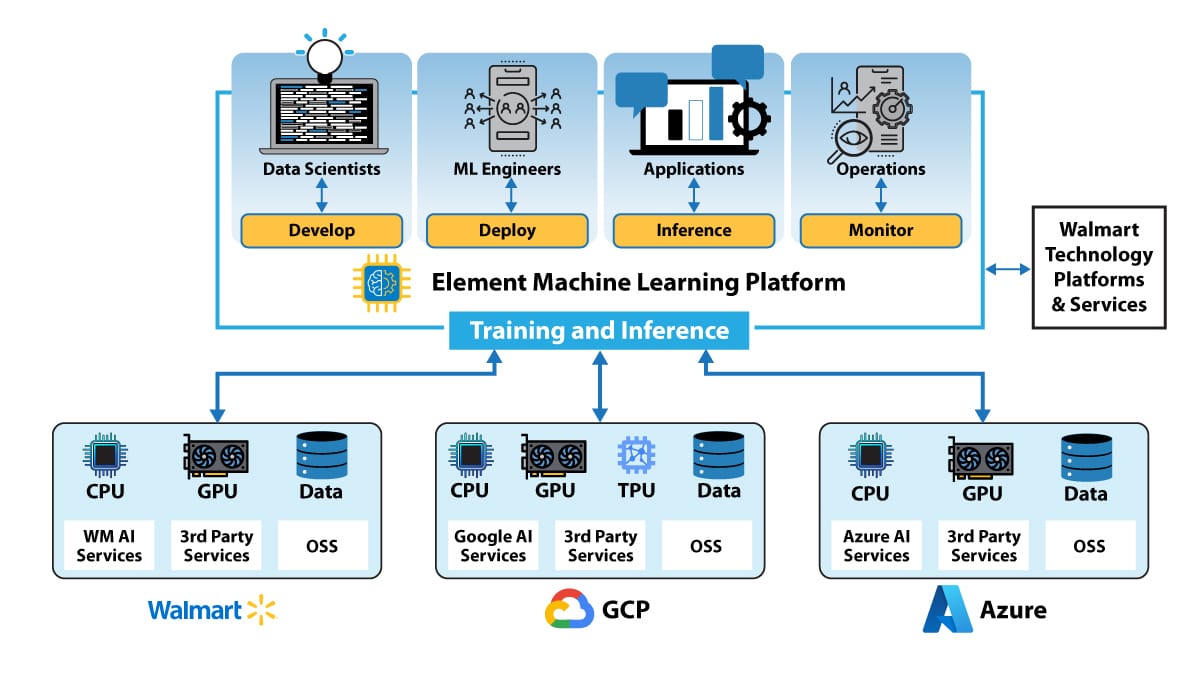 Data Scientists
ML Engineers
Applications
Operations
Develop
Deploy
Inference
Monitor
Element Machine Learning Platform
Training and Inference
Walmart
Technology
Platforms
& Services
CPU
GPU
Data
WM AI
Services
3rd Party
Services
OSS
Walmart
CPU
GPU
TPU
Data
Google AI
Services
3rd Party
Services
OSS
GCP
CPU
GPU
Data
Azure AI
Services
3rd Party
Services
OSS
Azure